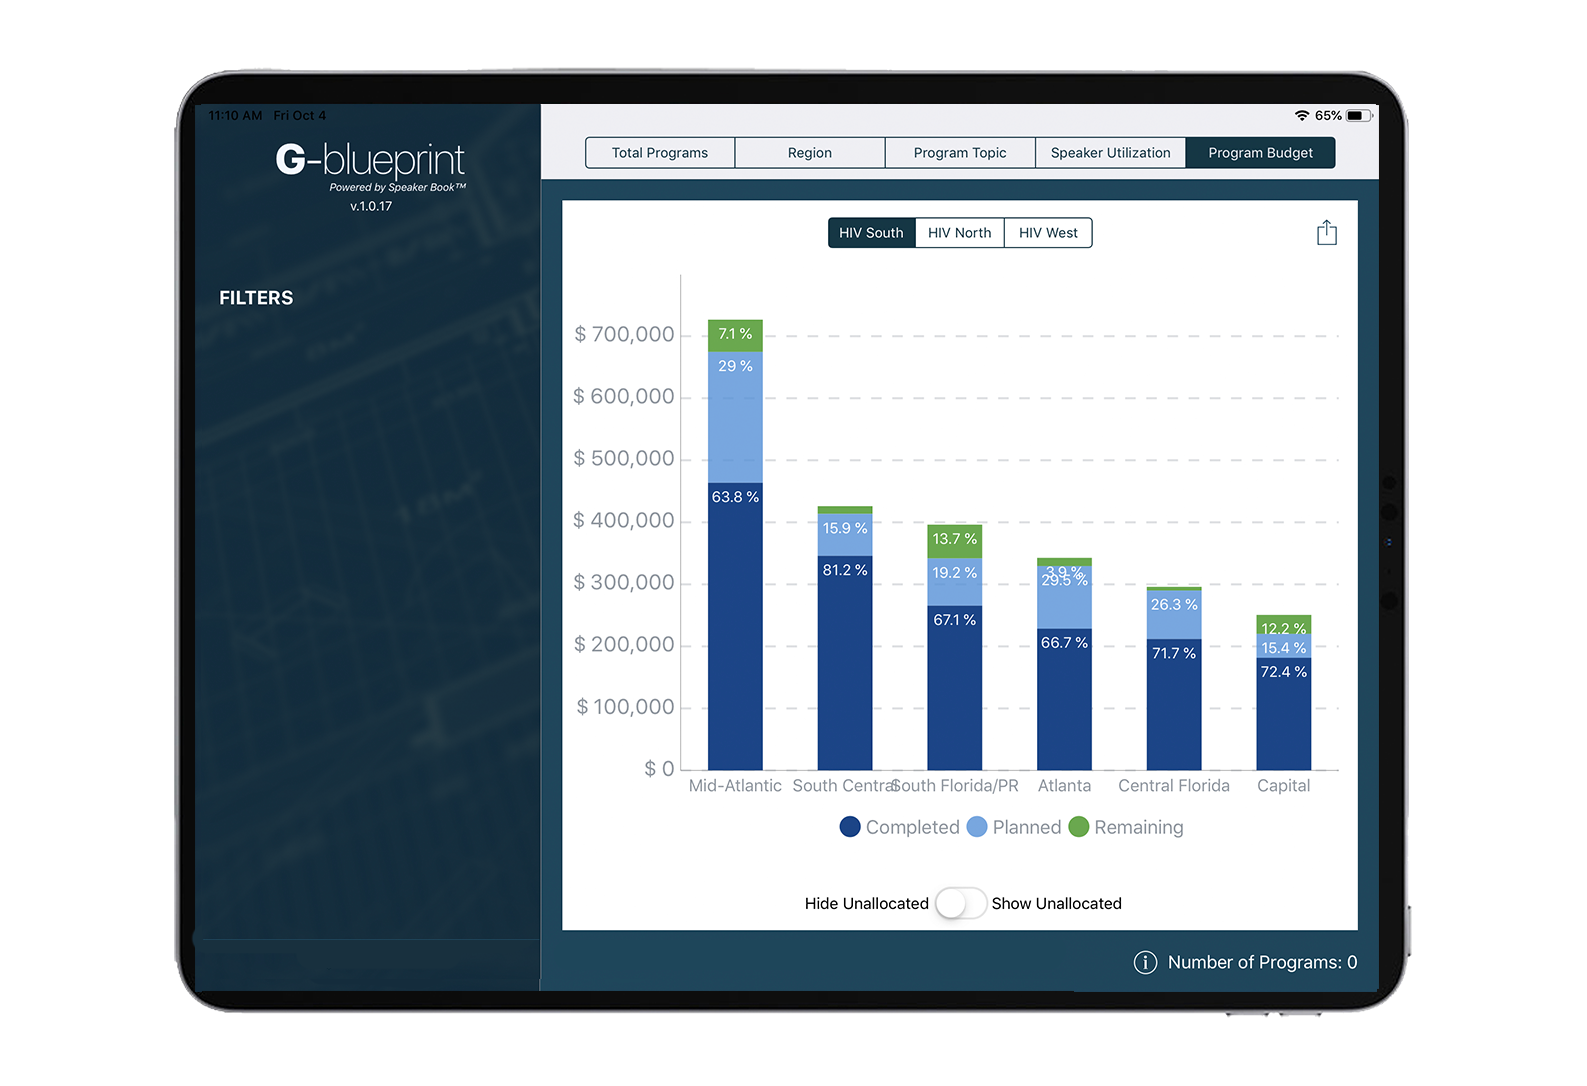 11:10 AM Fri Oct 4
65%
G-blueprint
Powered by Speaker Book™
v.1.0.17
FILTERS
Total Programs
Region
Program Topic
Speaker Utilization
Program Budget
HIV South
HIV North
HIV West
$ 700,000
$ 600,000
$ 500,000
$ 400,000
$ 300,000
$ 200,000
$ 100,000
$ 0
7.1 %
29 %
63.8 %
15.9 %
81.2 %
13.7 %
19.2 %
67.1 %
3.9 %
29.5 %
66.7 %
26.3 %
71.7 %
12.2 %
15.4 %
72.4 %
Mid-Atlantic
South Central
South Florida/PR
Atlanta
Central Florida
Capital
Completed
Planned
Remaining
Hide Unallocated
Show Unallocated
Number of Programs: 0